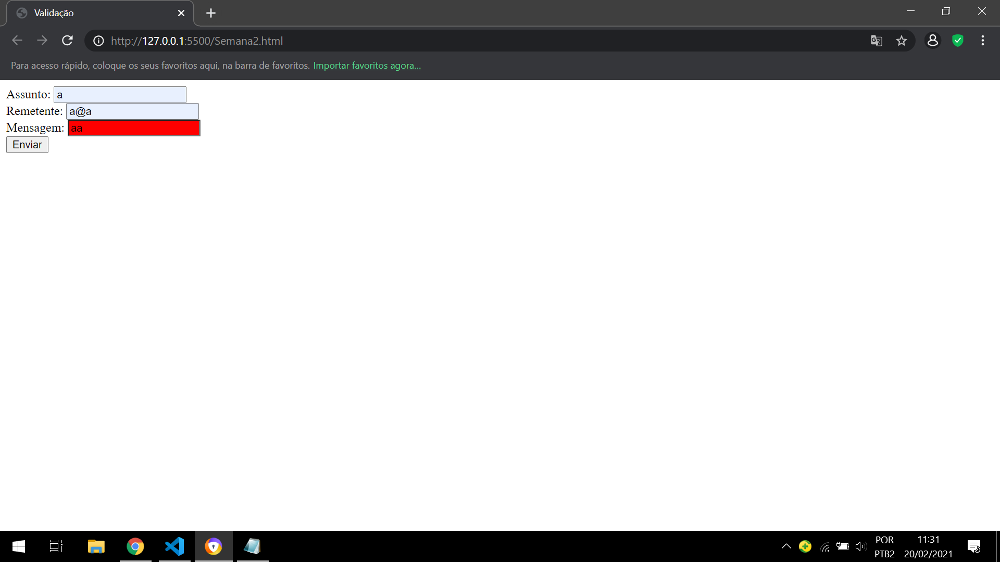 Validação
http://127.0.0.1:5500/Semana2.html
Para acesso rápido, coloque os seus favoritos aqui, na barra de favoritos. Importar favoritos agora...
Assunto: a
Remetente: a@a
Mensagem: aa
Enviar
POR 11:31
PTB2 20/02/2021